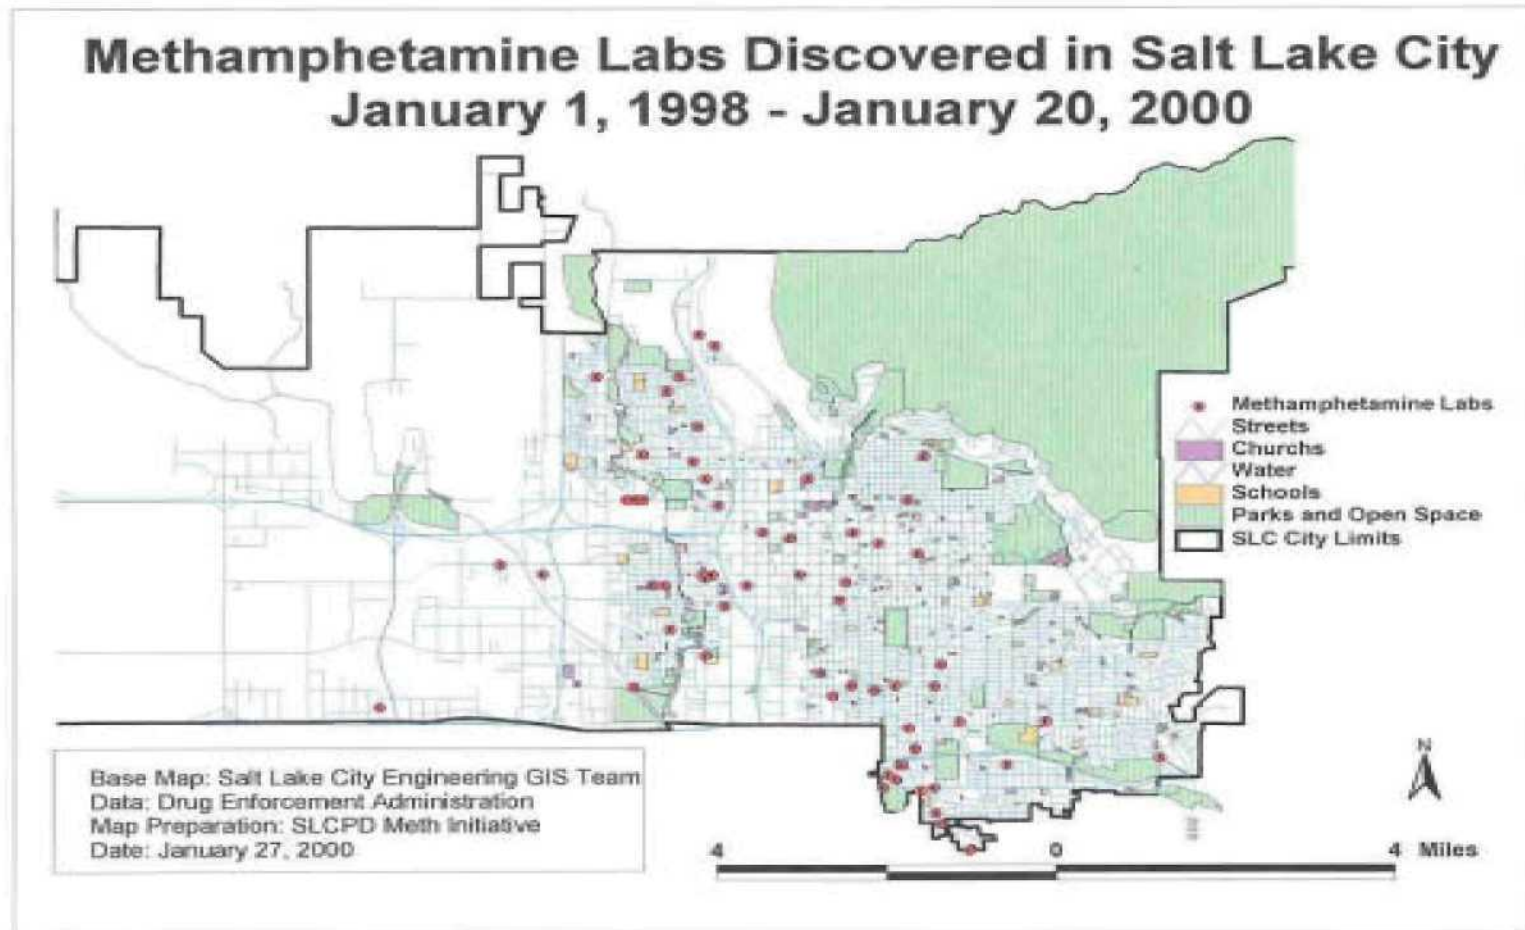 Methamphetamine Labs Discovered in Salt Lake City
January 1, 1998 - January 20, 2000
Methamphetamine Labs
Streets
Churchs
Water
Schools
Parks and Open Space
SLC City Limits
N
Base Map: Salt Lake City Engineering GIS Team
Data: Drug Enforcement Administration
Map Preparation: SLCPD Meth Initiative
Date: January 27, 2000
4 0 4 Miles